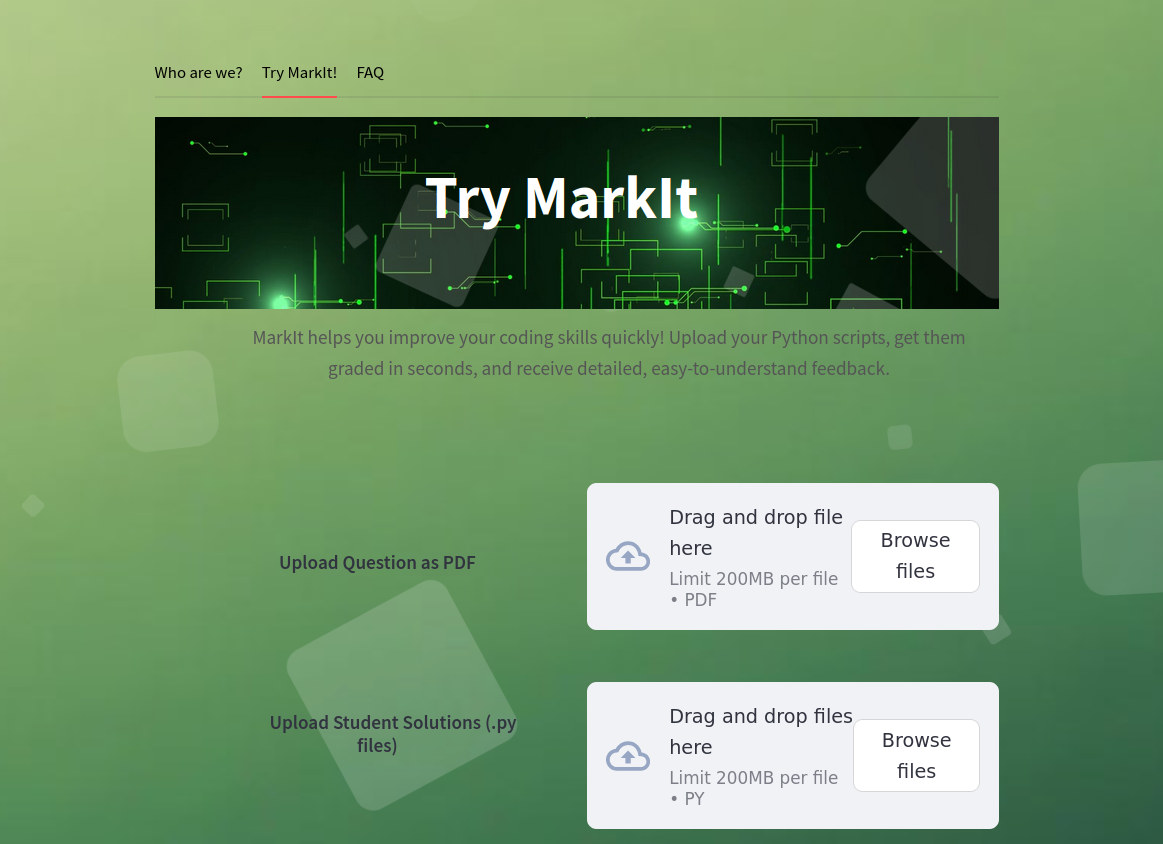 Who are we? Try MarkIt! FAQ
Try MarkIt
MarkIt helps you improve your coding skills quickly! Upload your Python scripts, get them
graded in seconds, and receive detailed, easy-to-understand feedback.
Upload Question as PDF
Drag and drop file
here
Limit 200MB per file
• PDF
Browse
files
Upload Student Solutions (.py
files)
Drag and drop files
here
Limit 200MB per file
• PY
Browse
files